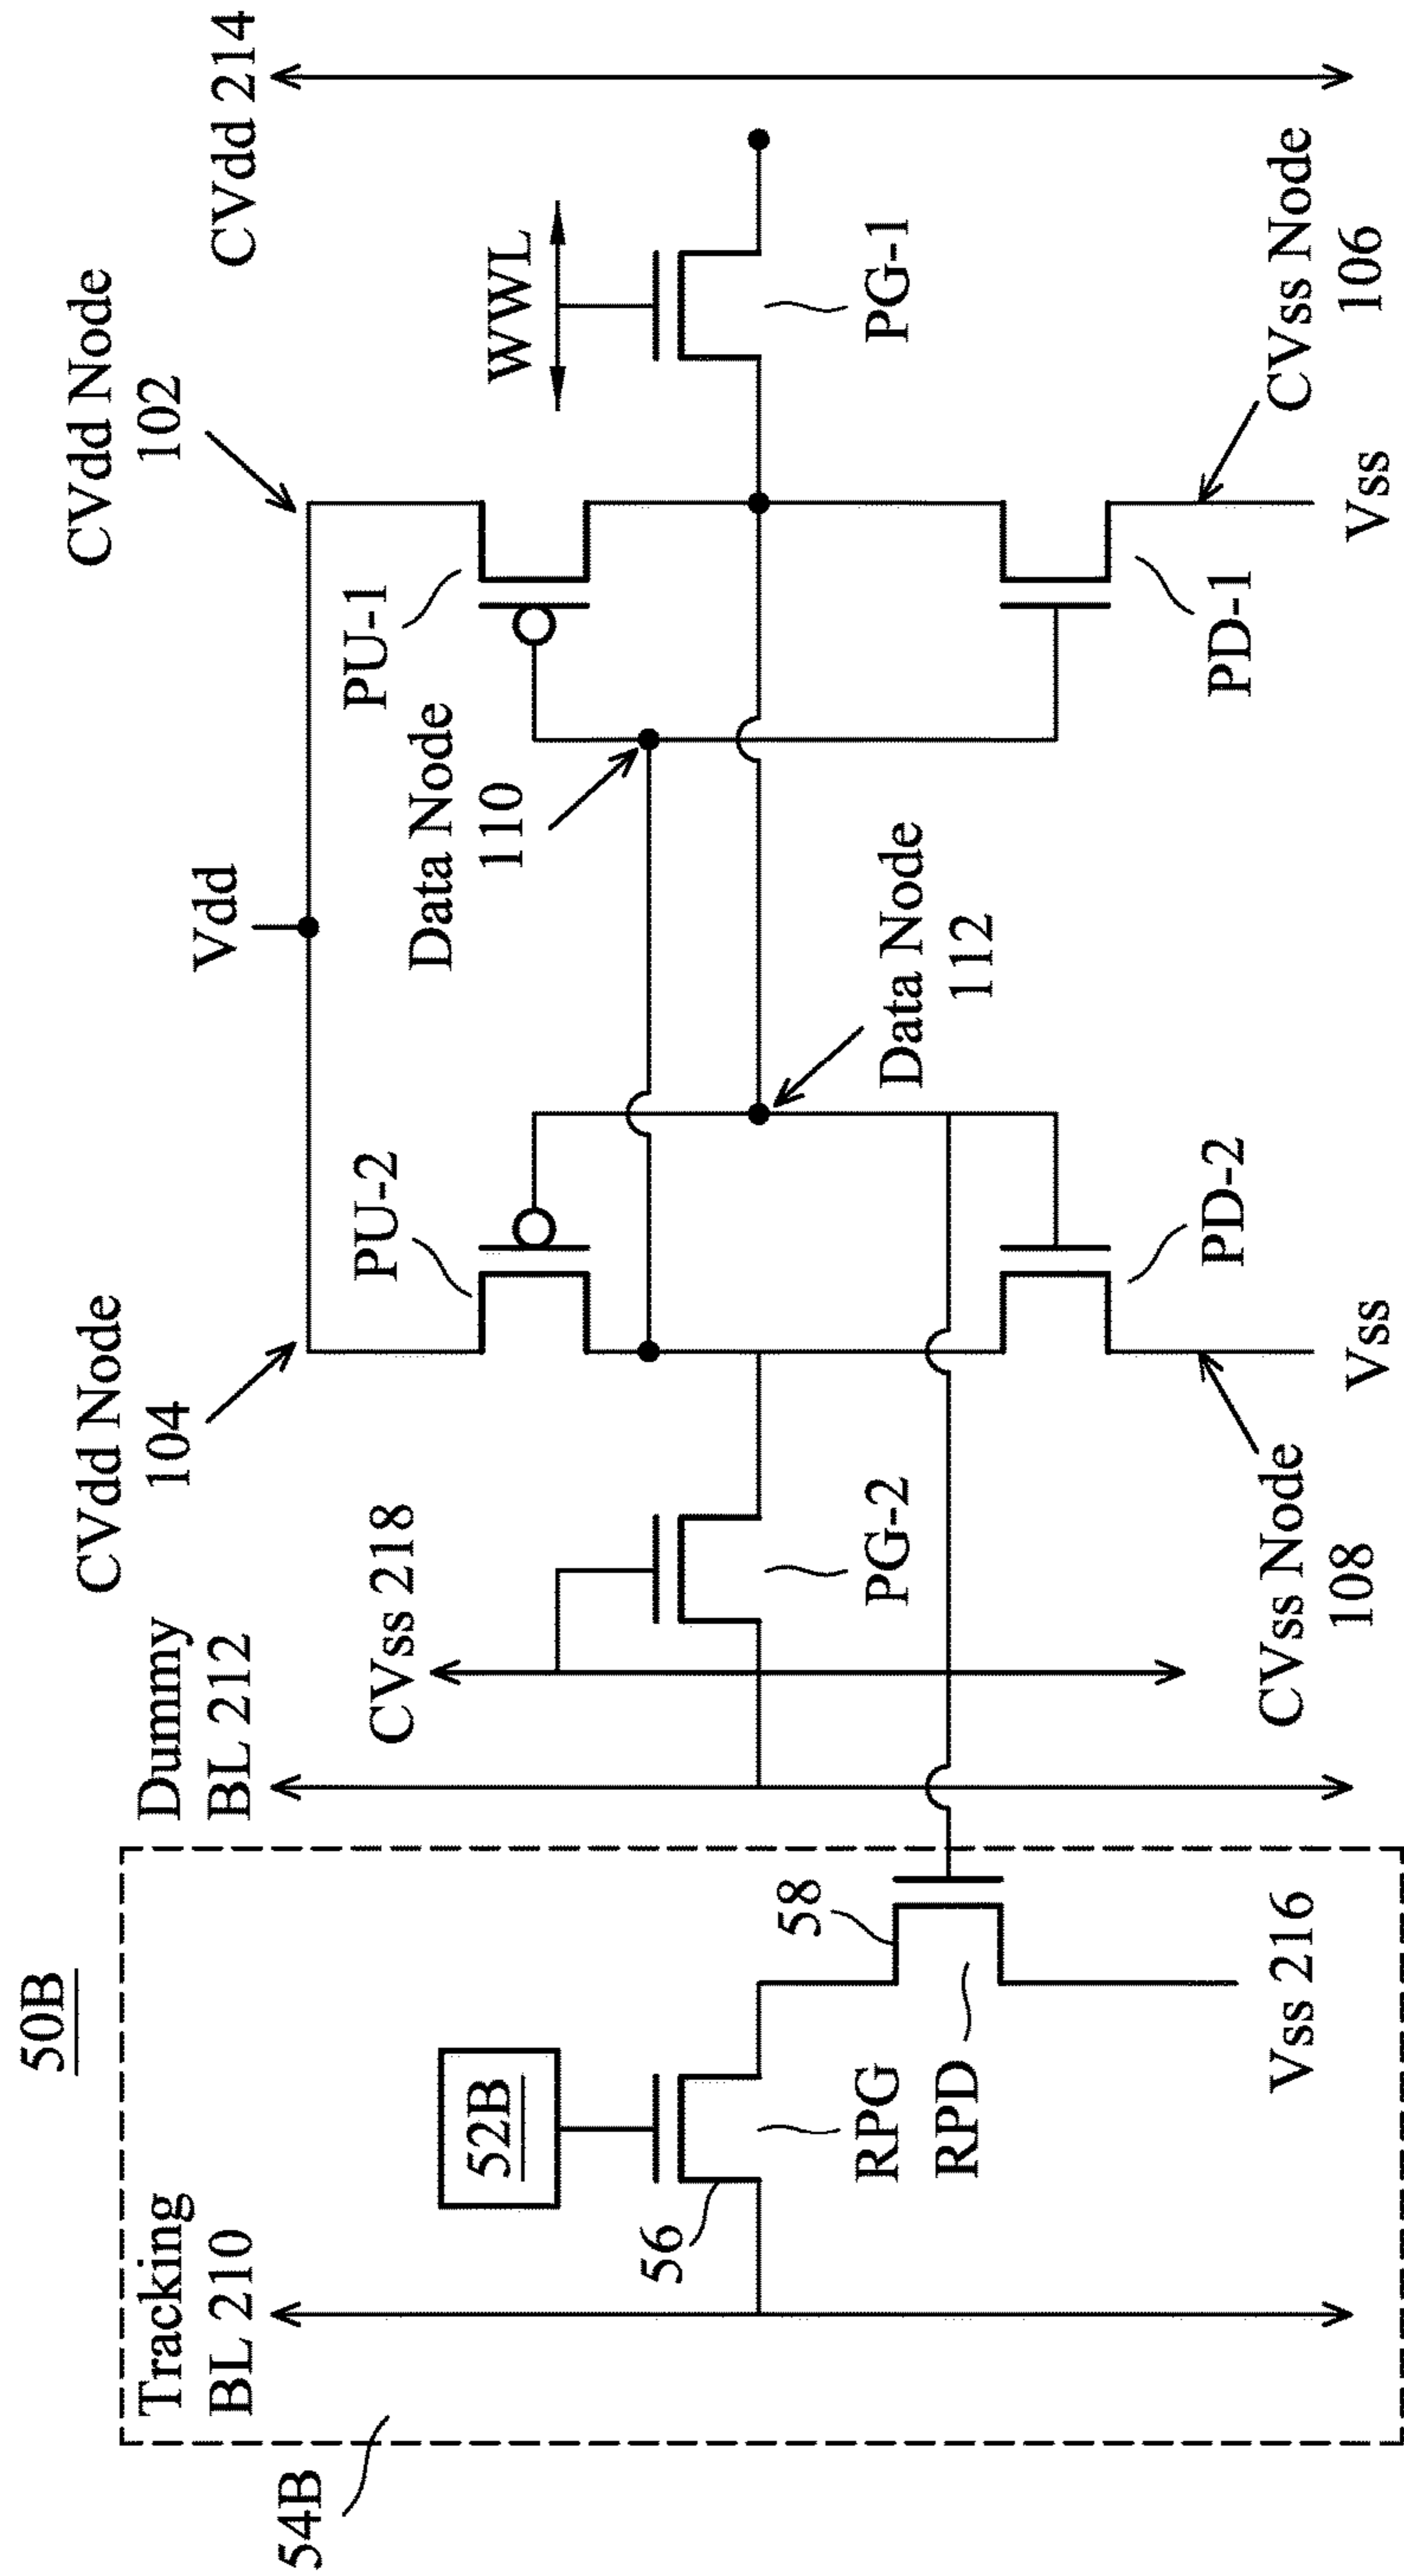 50B
54B
Tracking
BL 210
Dummy
BL 212
CVdd Node
104
Vdd
CVdd Node
102
CVdd 214
CVss 218
PU-2
Data Node
110
PU-1
WWL
52B
56
RPG
RPD
58
PG-2
Data Node
112
PG-1
Vss 216
CVss Node
108
PD-2
Vss
PD-1
Vss
CVss Node
106